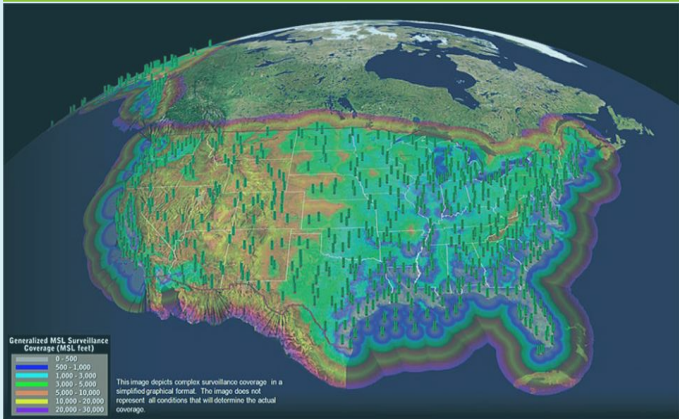 Generalized MSL Surveillance
Coverage (MSL feet)
0 - 500
500 - 1,000
1,000 - 3,000
3,000 - 5,000
5,000 - 10,000
10,000 - 20,000
20,000 - 30,000
This image depicts complex surveillance coverage in a
simplified graphical format. The image does not
represent all conditions that will determine the actual
coverage.